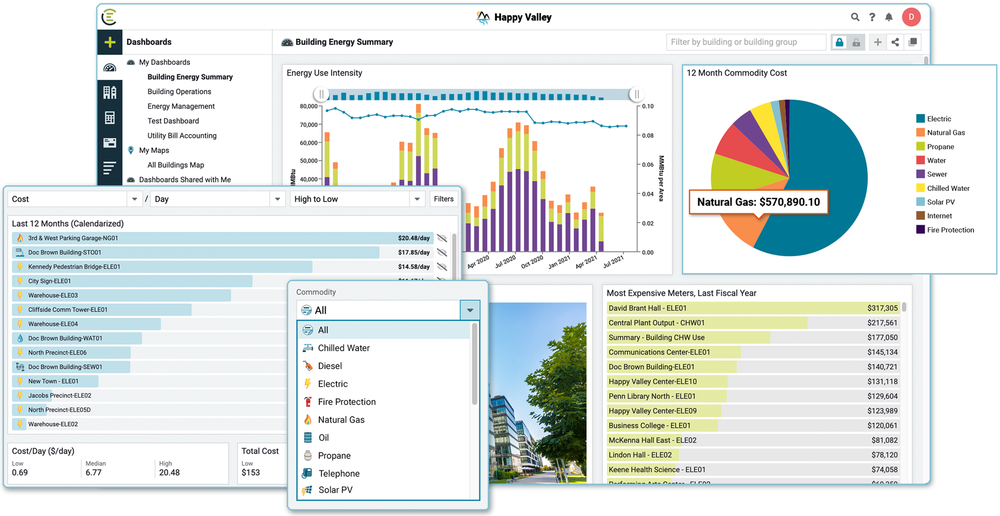 Happy Valley
D
Dashboards
My Dashboards
Building Energy Summary
Building Operations
Energy Management
Test Dashboard
Utility Bill Accounting
My Maps
All Buildings Map
Dashboards Shared with Me
Building Energy Summary
Filter by building or building group
Energy Use Intensity
80,000
70,000
60,000
50,000
40,000
MMBtu
0.10
0.08
0.06
0.04
0.02
0.00
MMBtu per Area
Apr 2020
Jul 2020
Oct 2020
Jan 2021
Apr 2021
Jul 2021
12 Month Commodity Cost
Natural Gas: $570,890.10
Electric
Natural Gas
Propane
Water
Sewer
Chilled Water
Solar PV
Internet
Fire Protection
Cost
/
Day
High to Low
Filters
Last 12 Months (Calendarized)
3rd & West Parking Garage-NG01 $20.48/day
Doc Brown Building-STO01 $17.85/day
Kennedy Pedestrian Bridge-ELE01 $14.58/day
City Sign-ELE01
Warehouse-ELE03
Cliffside Comm Tower-ELE01
Warehouse-ELE04
Doc Brown Building-WAT01
North Precinct-ELE06
Doc Brown Building-SEW01
New Town - ELE01
Jacobs Precinct-ELE02
North Precinct-ELE05D
Warehouse-ELE02
Cost/Day ($/day)
Low Median High
0.69 6.77 20.48
Total Cost
Low
$153
Commodity
All
All
Chilled Water
Diesel
Electric
Fire Protection
Natural Gas
Oil
Propane
Telephone
Solar PV
Most Expensive Meters, Last Fiscal Year
David Brant Hall - ELE01 $317,305
Central Plant Output - CHW01 $217,561
Summary - Building CHW Use $177,050
Communications Center-ELE01 $145,134
Doc Brown Building-ELE01 $140,721
Happy Valley Center-ELE10 $131,118
Penn Library North - ELE01 $129,604
Happy Valley Center-ELE09 $123,989
Business College - ELE01 $120,061
McKenna Hall East - ELE02 $81,082
Lindon Hall - ELE02 $78,120
Keene Health Science - ELE01 $74,058
Performing Arts Center